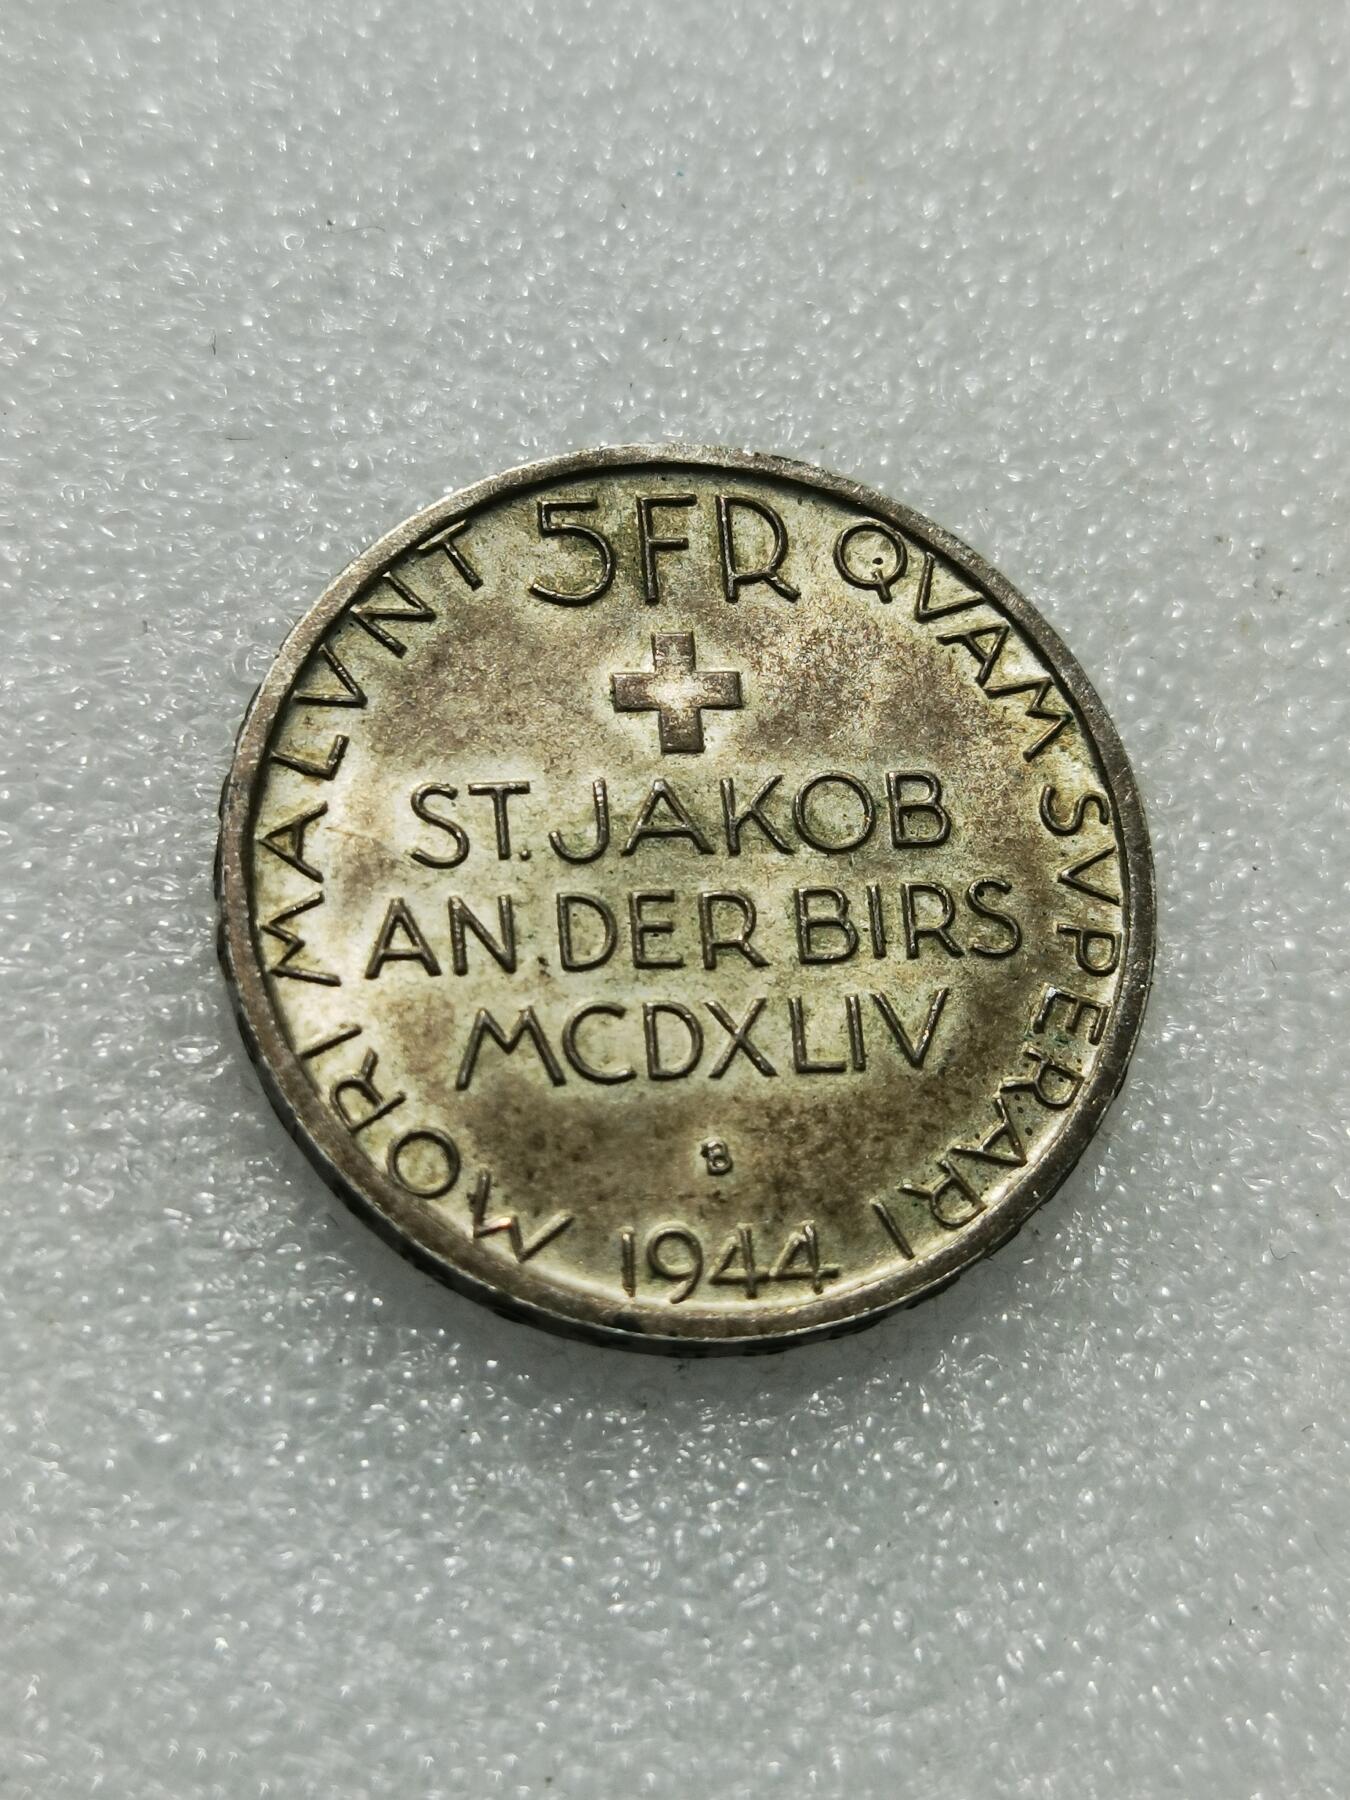 5FR
MORI MALVNT QVAM SVPERARI
ST. JAKOB
AN DER BIRS
MCDXLIV
B
1944